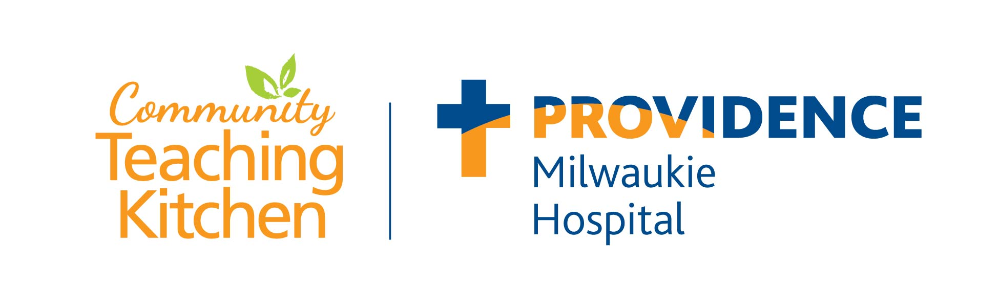 Community
Teaching
Kitchen
PROVIDENCE
Milwaukie
Hospital